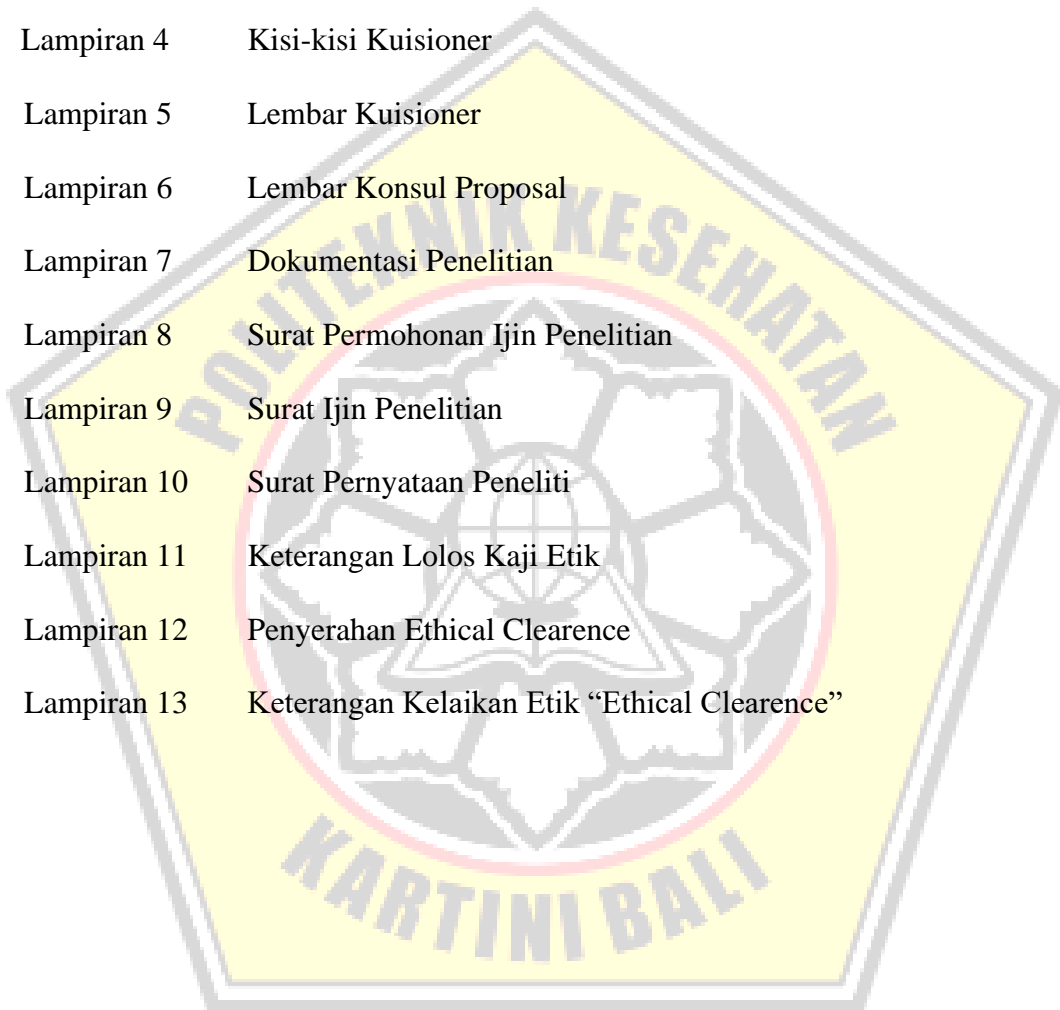 Lampiran 4 Kisi-kisi Kuisioner
Lampiran 5 Lembar Kuisioner
Lampiran 6 Lembar Konsul Proposal
Lampiran 7 Dokumentasi Penelitian
Lampiran 8 Surat Permohonan Ijin Penelitian
Lampiran 9 Surat Ijin Penelitian
Lampiran 10 Surat Pernyataan Peneliti
Lampiran 11 Keterangan Lolos Kaji Etik
Lampiran 12 Penyerahan Ethical Clearence
Lampiran 13 Keterangan Kelaikan Etik “Ethical Clearence”
POLITEKNIK KESEHATAN
KARTINI BALI